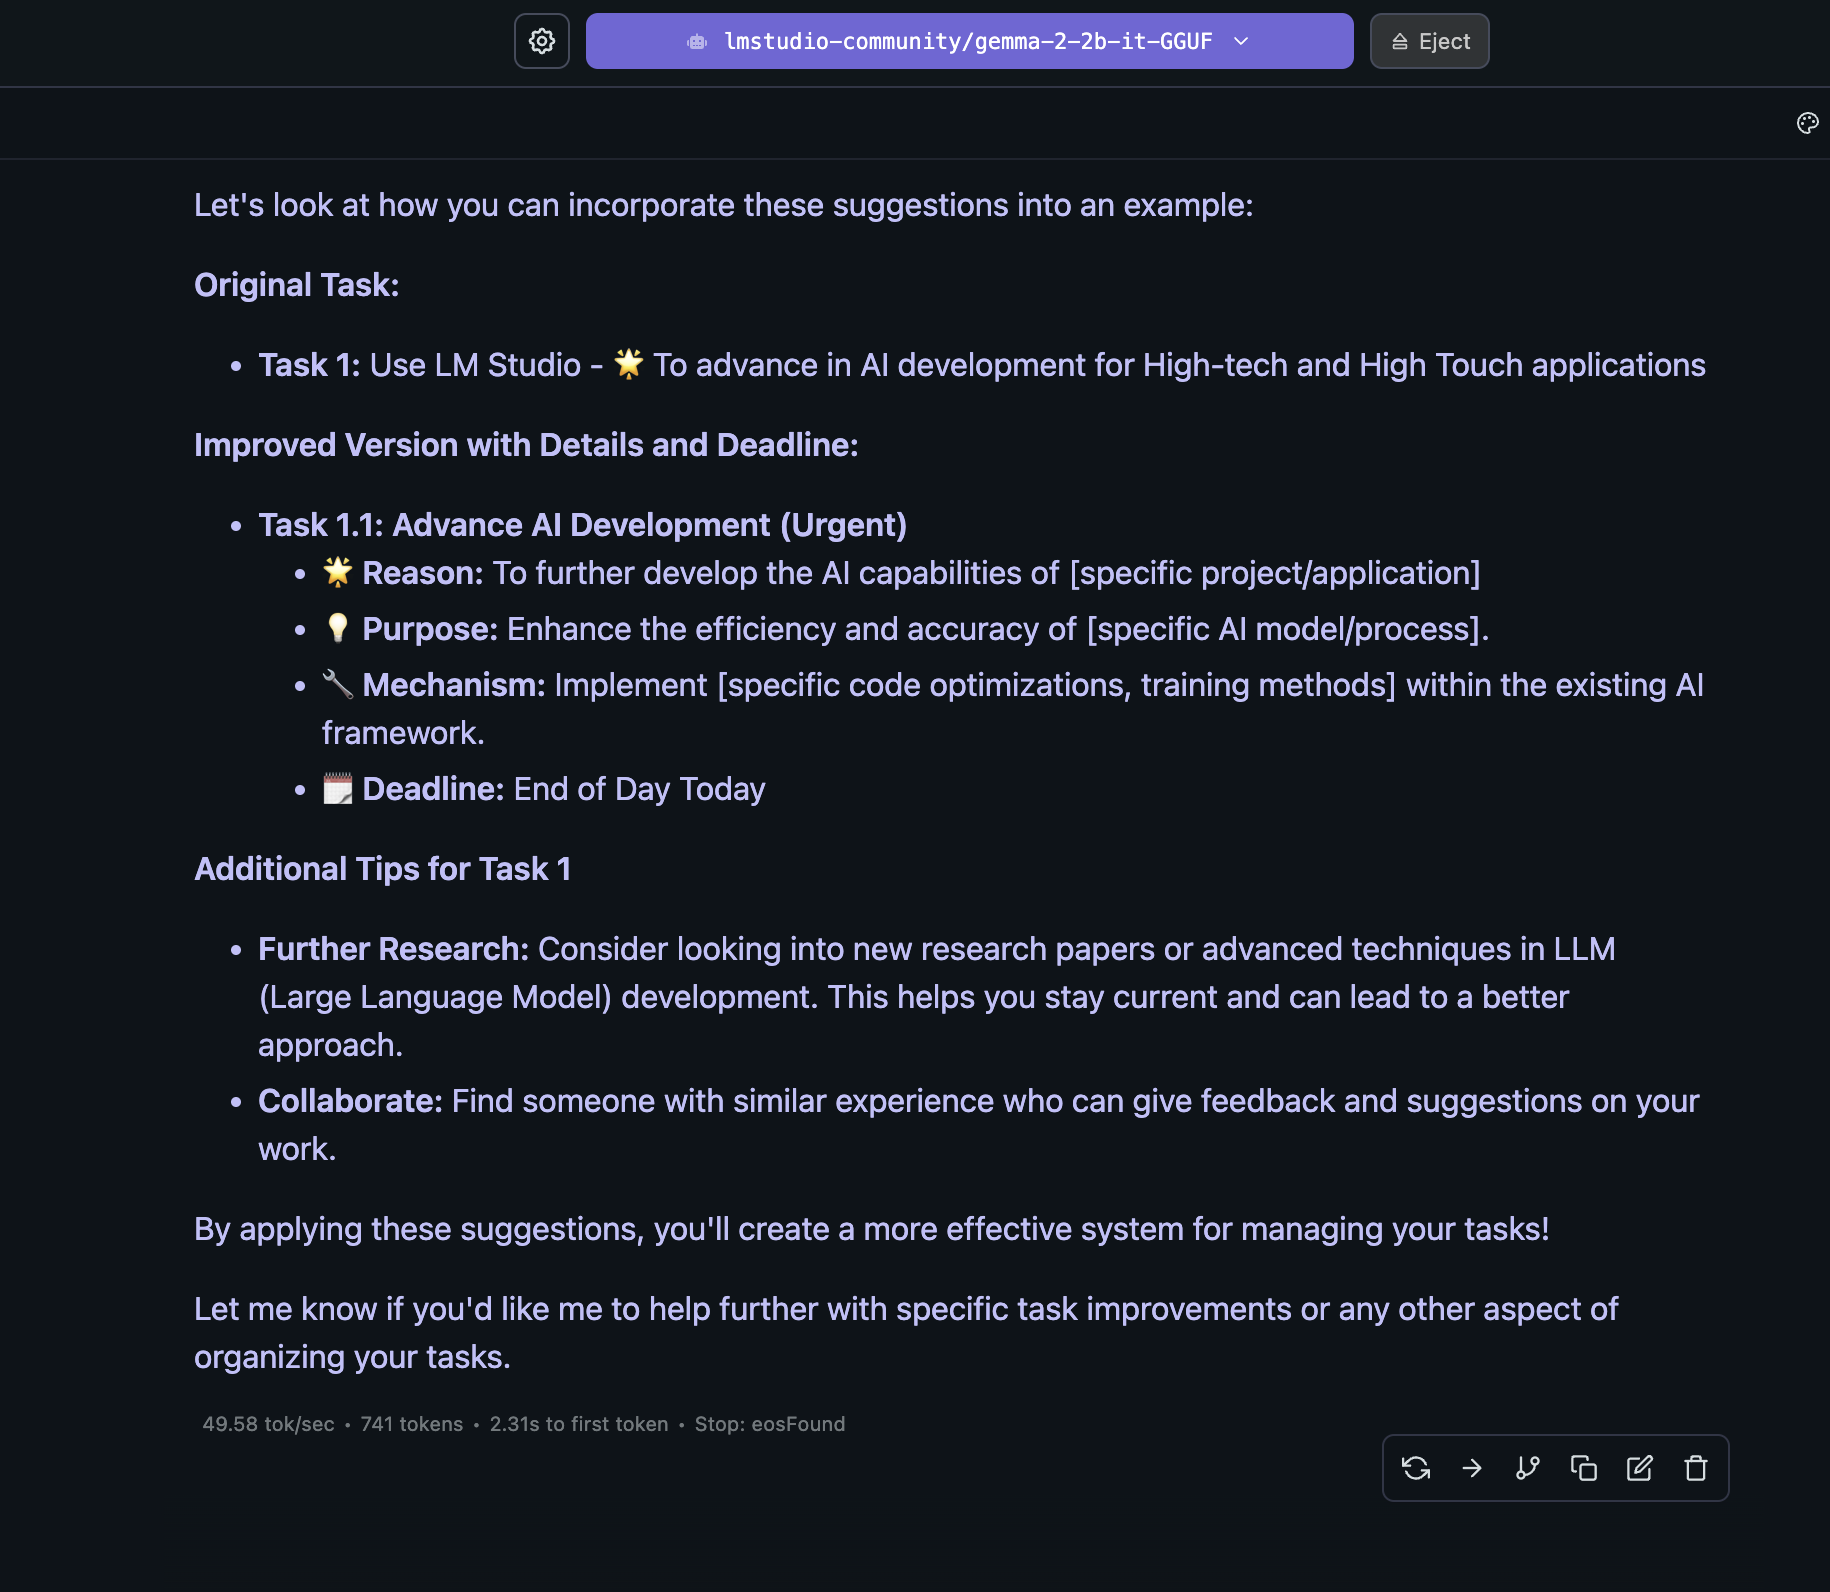 lmstudio-community/gemma-2-2b-it-GGUF
Eject
Let's look at how you can incorporate these suggestions into an example:
Original Task:
• Task 1: Use LM Studio - 🌟 To advance in AI development for High-tech and High Touch applications
Improved Version with Details and Deadline:
• Task 1.1: Advance AI Development (Urgent)
• 🌟 Reason: To further develop the AI capabilities of [specific project/application]
• 💡 Purpose: Enhance the efficiency and accuracy of [specific AI model/process].
• 🔧 Mechanism: Implement [specific code optimizations, training methods] within the existing AI
framework.
• 🗓️ Deadline: End of Day Today
Additional Tips for Task 1
• Further Research: Consider looking into new research papers or advanced techniques in LLM
(Large Language Model) development. This helps you stay current and can lead to a better
approach.
• Collaborate: Find someone with similar experience who can give feedback and suggestions on your
work.
By applying these suggestions, you'll create a more effective system for managing your tasks!
Let me know if you'd like me to help further with specific task improvements or any other aspect of
organizing your tasks.
49.58 tok/sec • 741 tokens • 2.31s to first token • Stop: eosFound